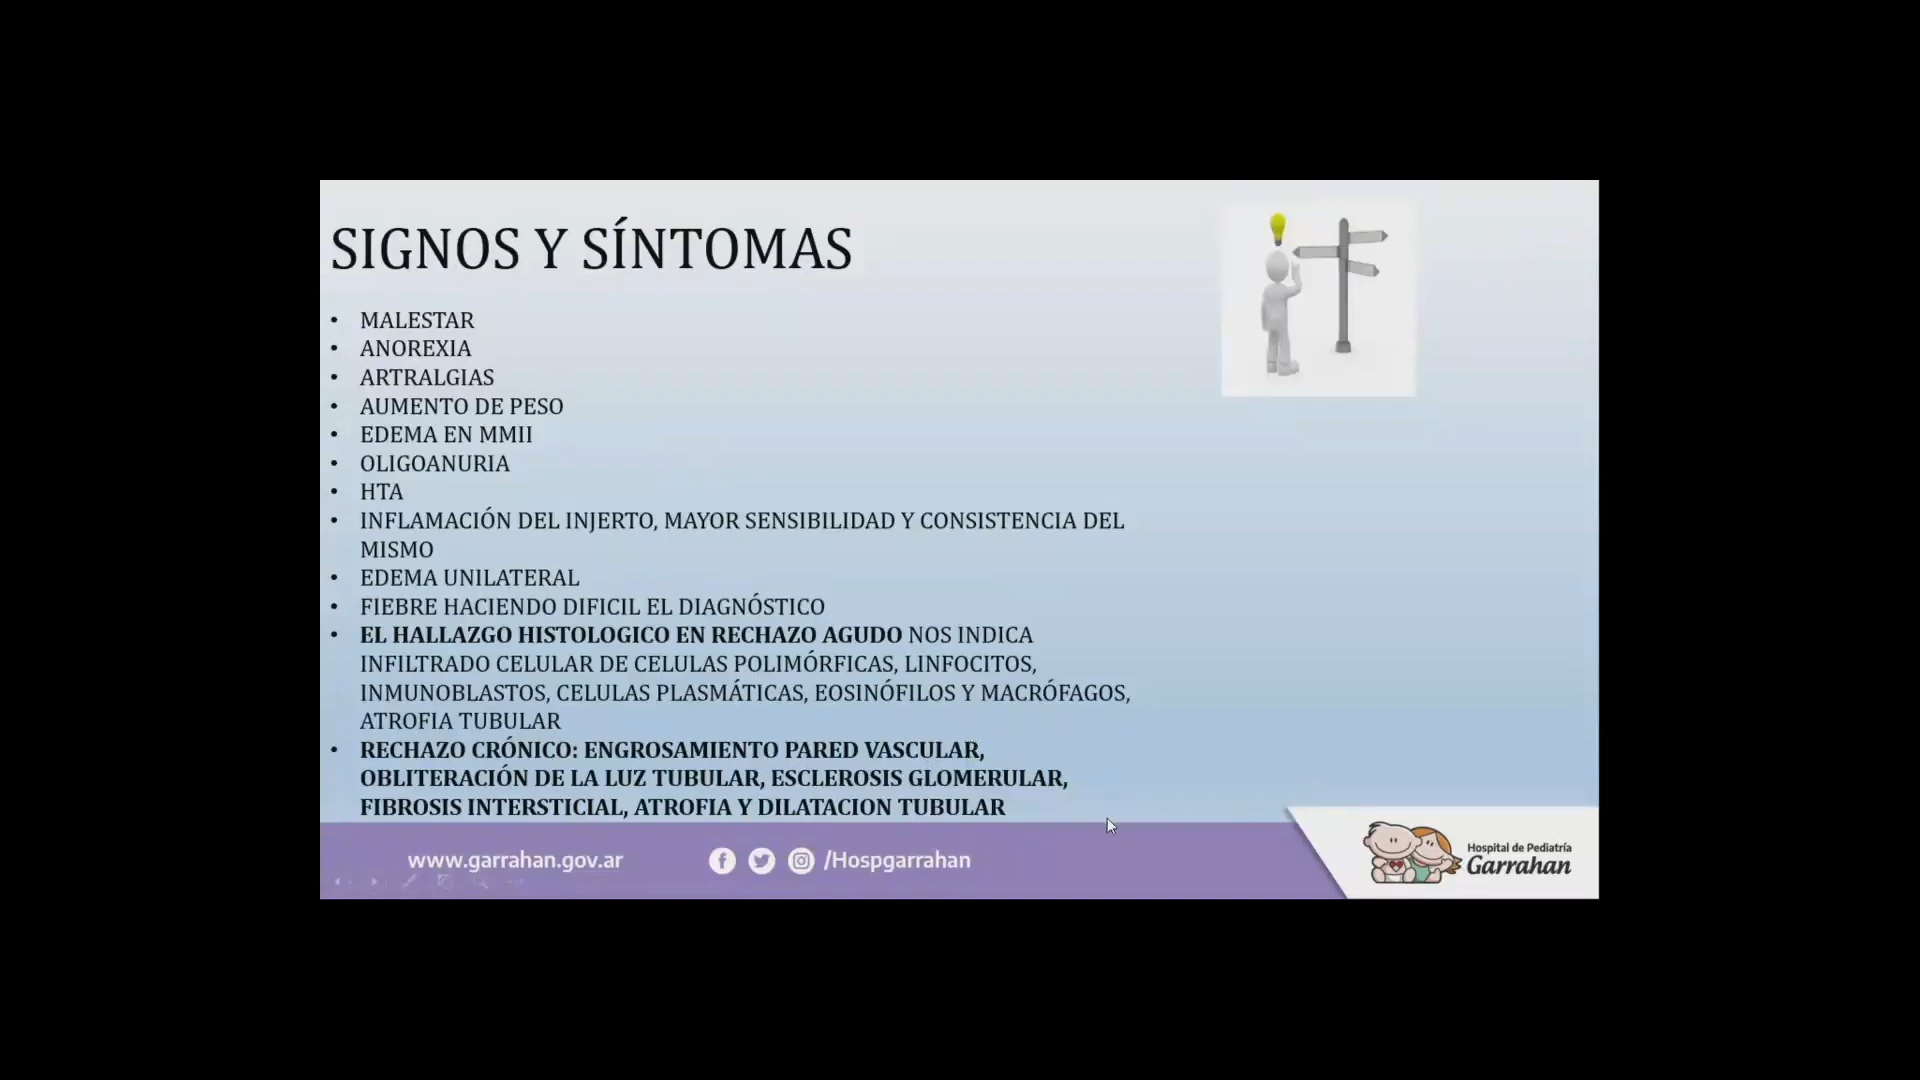 SIGNOS Y SÍNTOMAS
• MALESTAR
• ANOREXIA
• ARTRALGIAS
• AUMENTO DE PESO
• EDEMA EN MMII
• OLIGOANURIA
• HTA
• INFLAMACIÓN DEL INJERTO, MAYOR SENSIBILIDAD Y CONSISTENCIA DEL
MISMO
• EDEMA UNILATERAL
• FIEBRE HACIENDO DIFICIL EL DIAGNÓSTICO
• EL HALLAZGO HISTOLOGICO EN RECHAZO AGUDO NOS INDICA
INFILTRADO CELULAR DE CELULAS POLIMÓRFICAS, LINFOCITOS,
INMUNOBLASTOS, CELULAS PLASMÁTICAS, EOSINÓFILOS Y MACRÓFAGOS,
ATROFIA TUBULAR
• RECHAZO CRÓNICO: ENGROSAMIENTO PARED VASCULAR,
OBLITERACIÓN DE LA LUZ TUBULAR, ESCLEROSIS GLOMERULAR,
FIBROSIS INTERSTICIAL, ATROFIA Y DILATACION TUBULAR
www.garrahan.gov.ar
/Hospgarrahan
Hospital de Pediatría
Garrahan